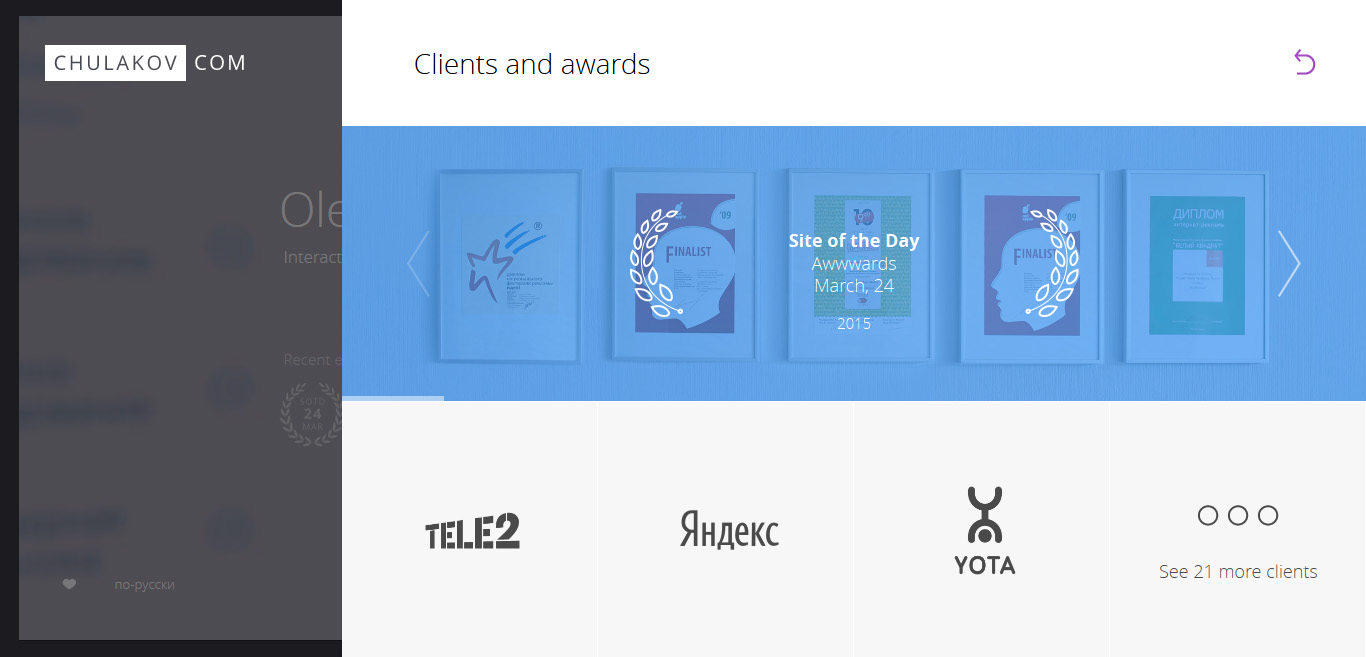 CHULAKOV COM
Clients and awards
Ole
Interact
Recent e
SOTD
24
MAR
по-русски
®
'09
FINALIST
10
Site of the Day
Awwwards
March, 24
2015
'09
FINALIST
ДИПЛОМ
TELE2
Яндекс
YOTA
See 21 more clients